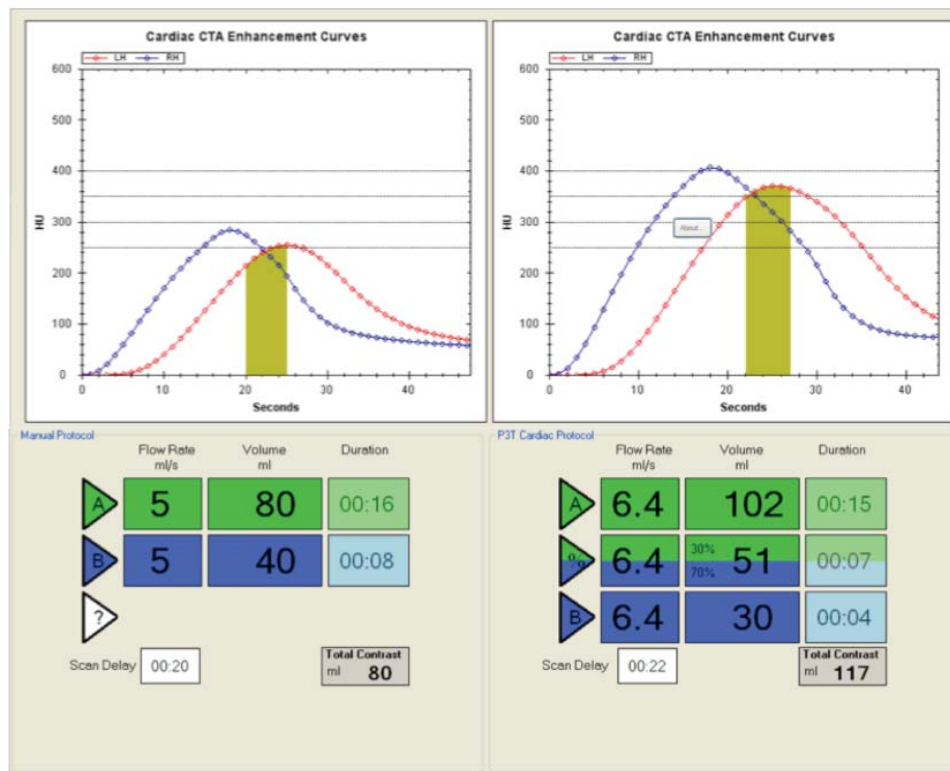 Cardiac CTA Enhancement Curves
LH RH
600
500
400
300
200
100
0
HU
0 10 20 30 40
Seconds
Cardiac CTA Enhancement Curves
LH RH
600
500
400
300
200
100
0
HU
About...
0 10 20 30 40
Seconds
Manual Protocol
Flow Rate Volume Duration
ml/s ml
A 5 80 00:16
B 5 40 00:08
?
Scan Delay 00:20
Total Contrast
ml 80
P3T Cardiac Protocol
Flow Rate Volume Duration
ml/s ml
A 6.4 102 00:15
% 6.4 30% 70% 51 00:07
B 6.4 30 00:04
Scan Delay 00:22
Total Contrast
ml 117